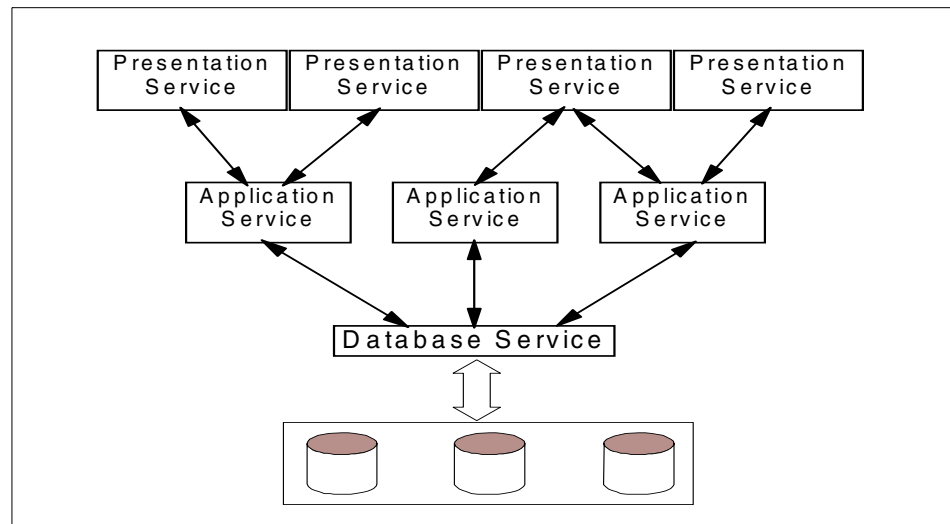 Presentation
Service
Presentation
Service
Presentation
Service
Presentation
Service
Application
Service
Application
Service
Application
Service
Database Service